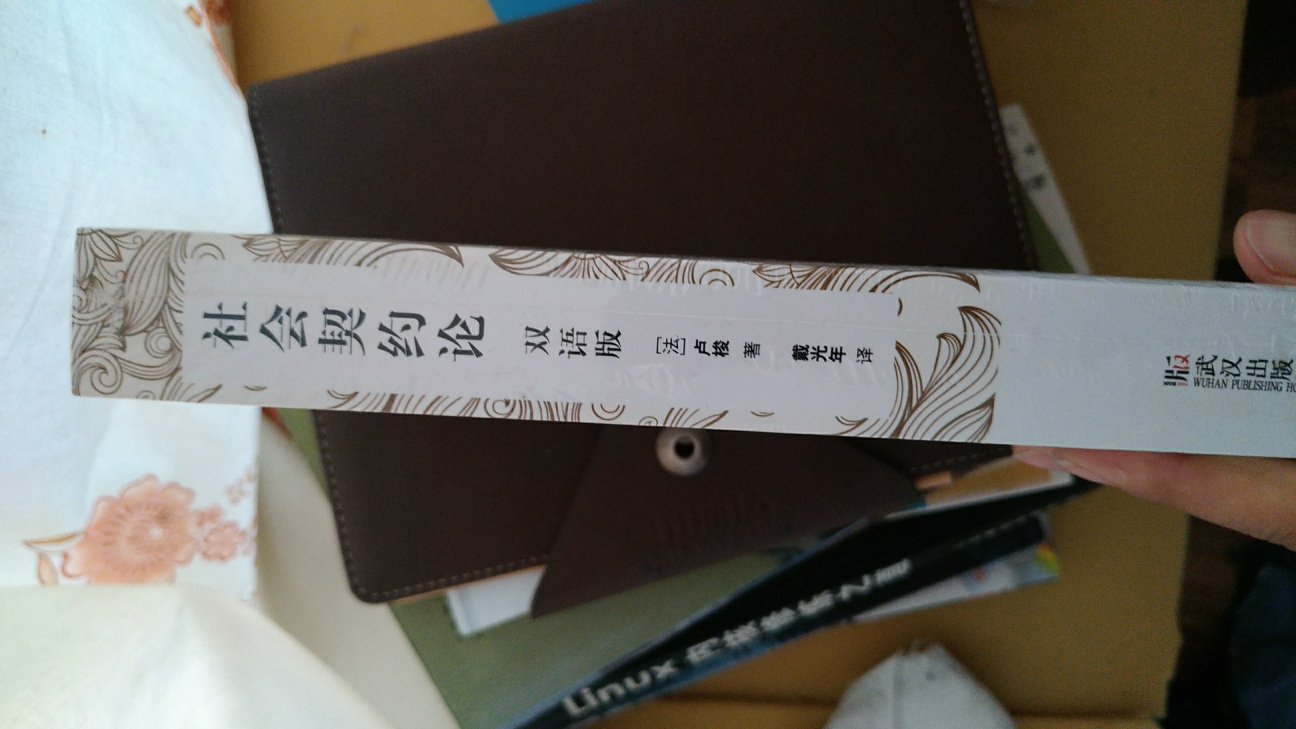 社会契约论
双语版
[法]卢梭 著
戴光年 译
武汉出版
WUHAN PUBLISHING HO
Linux